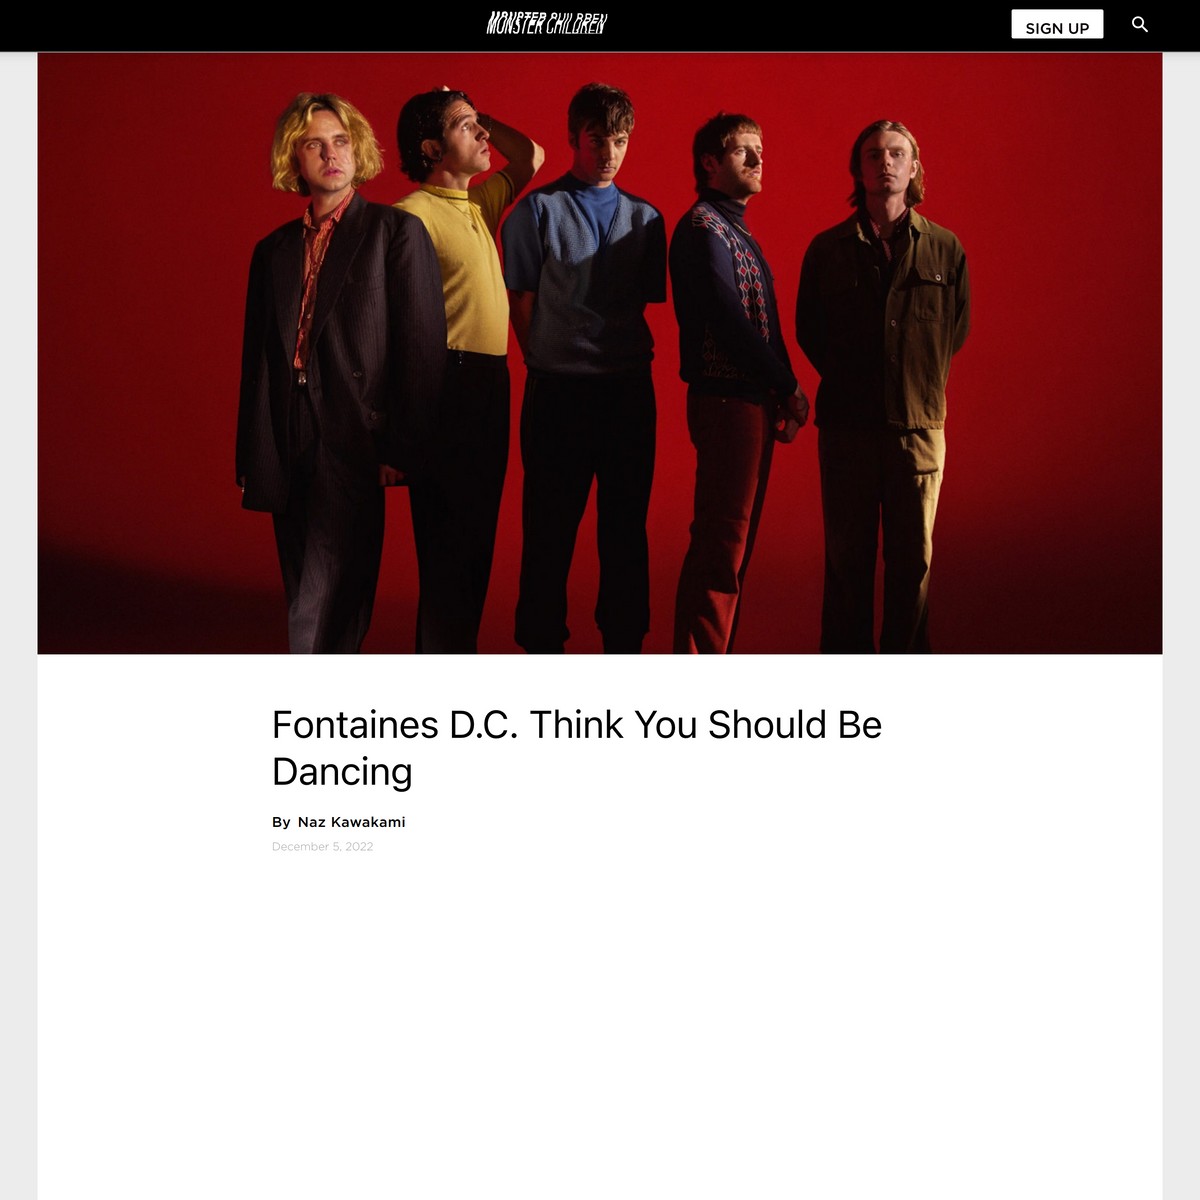 MONSTER CHILDREN
SIGN UP
Fontaines D.C. Think You Should Be
Dancing
By Naz Kawakami
December 5, 2022